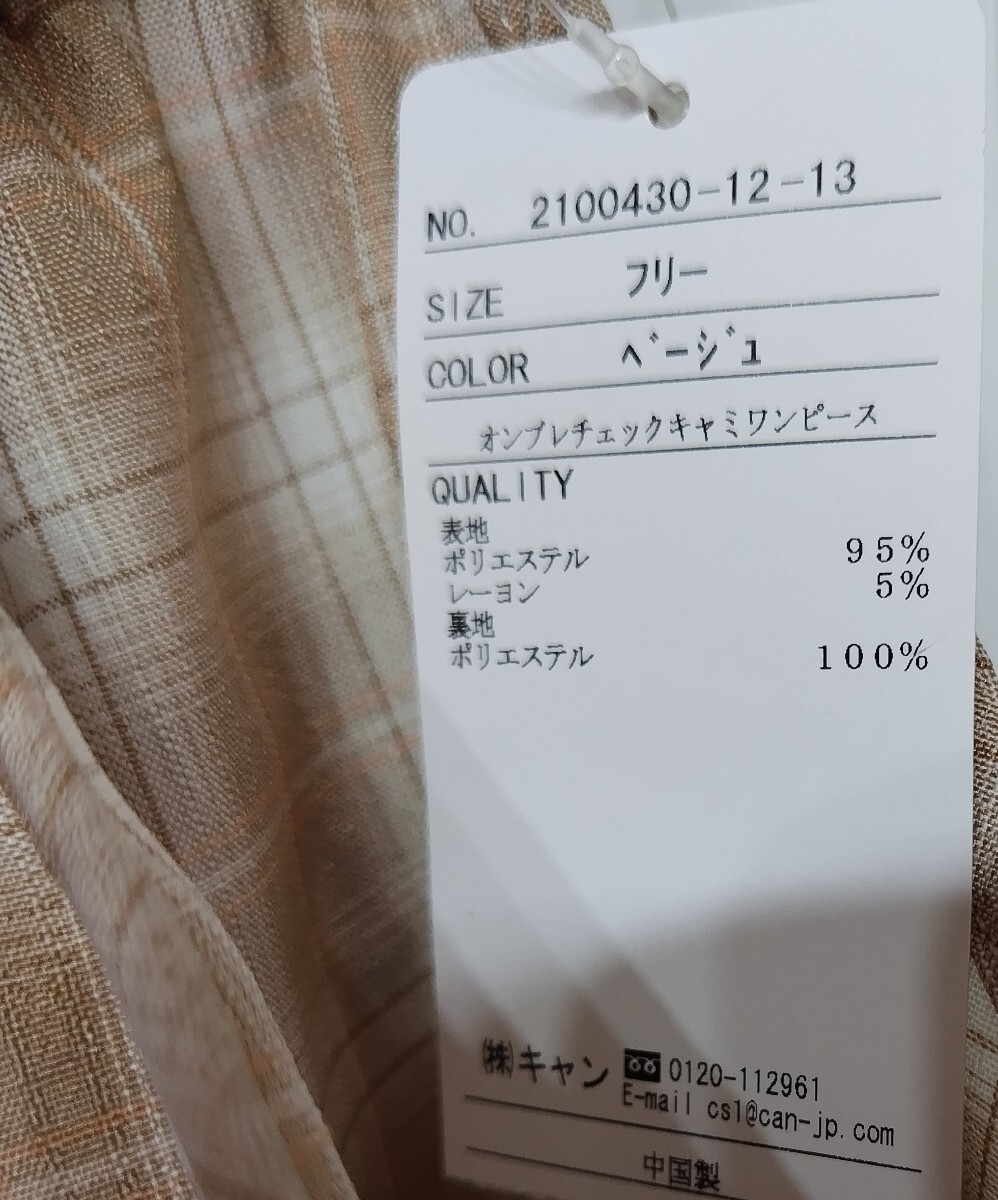 NO. 2100430-12-13
SIZE フリー
COLOR ﾍﾞｰｼﾞｭ
オンブレチェックキャミワンピース
QUALITY
表地
ポリエステル 95%
レーヨン 5%
裏地
ポリエステル 100%
㈱キャン 0120-112961
E-mail cs1@can-jp.com
中国製